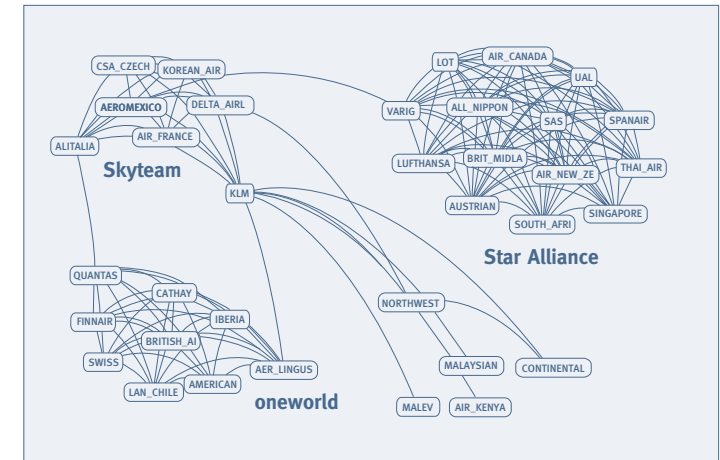 CSA_CZECH
KOREAN_AIR
AEROMEXICO
DELTA_AIRL
AIR_FRANCE
ALITALIA
Skyteam
KLM
LOT
AIR_CANADA
UAL
VARIG
ALL_NIPPON
SAS
SPANAIR
LUFTHANSA
BRIT_MIDLA
AIR_NEW_ZE
THAI_AIR
AUSTRIAN
SOUTH_AFRI
SINGAPORE
Star Alliance
QUANTAS
CATHAY
FINNAIR
IBERIA
BRITISH_AI
SWISS
AER_LINGUS
LAN_CHILE
AMERICAN
oneworld
NORTHWEST
MALAYSIAN
CONTINENTAL
MALEV
AIR_KENYA